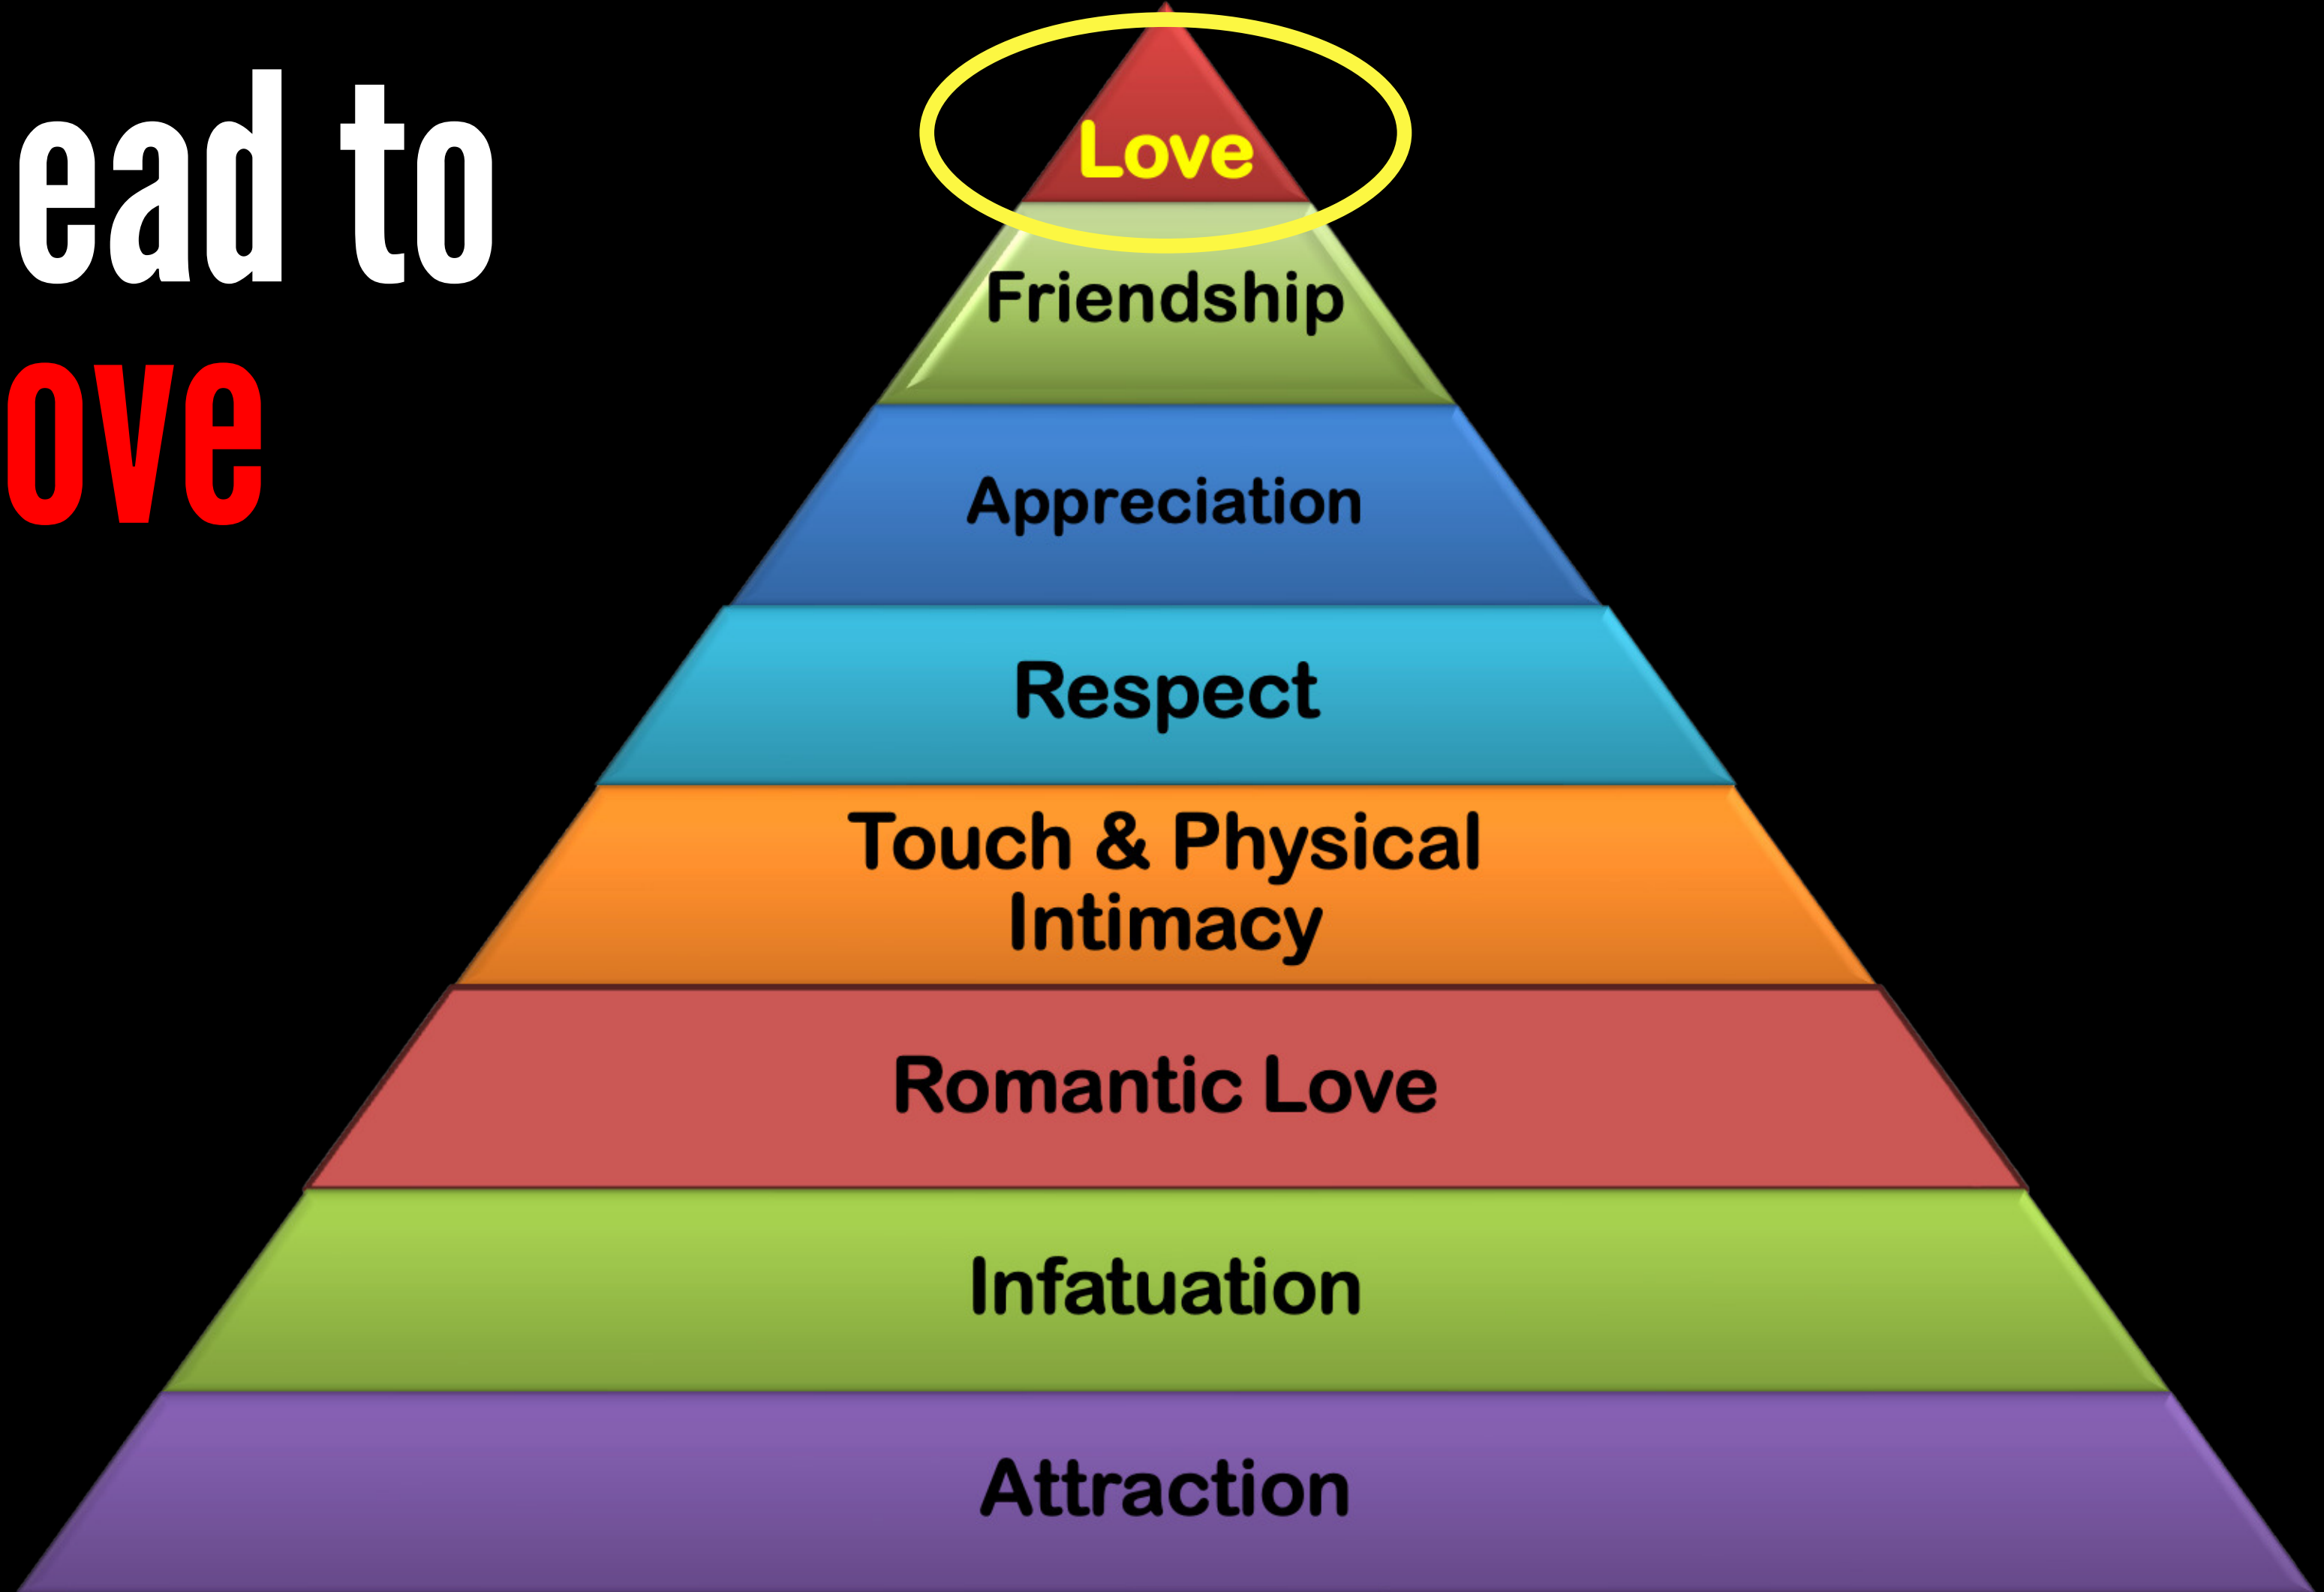 ead to
ove
Love
Friendship
Appreciation
Respect
Touch & Physical
Intimacy
Romantic Love
Infatuation
Attraction